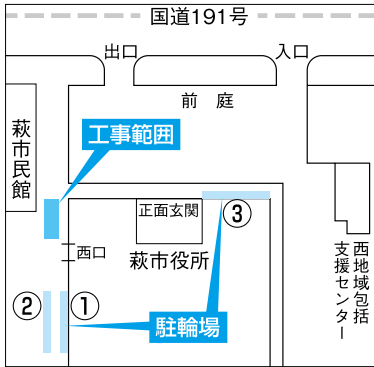 国道191号
出口
入口
前庭
萩市民館
工事範囲
正面玄関
③
西口
萩市役所
西地域包括
支援センター
②
①
駐輪場